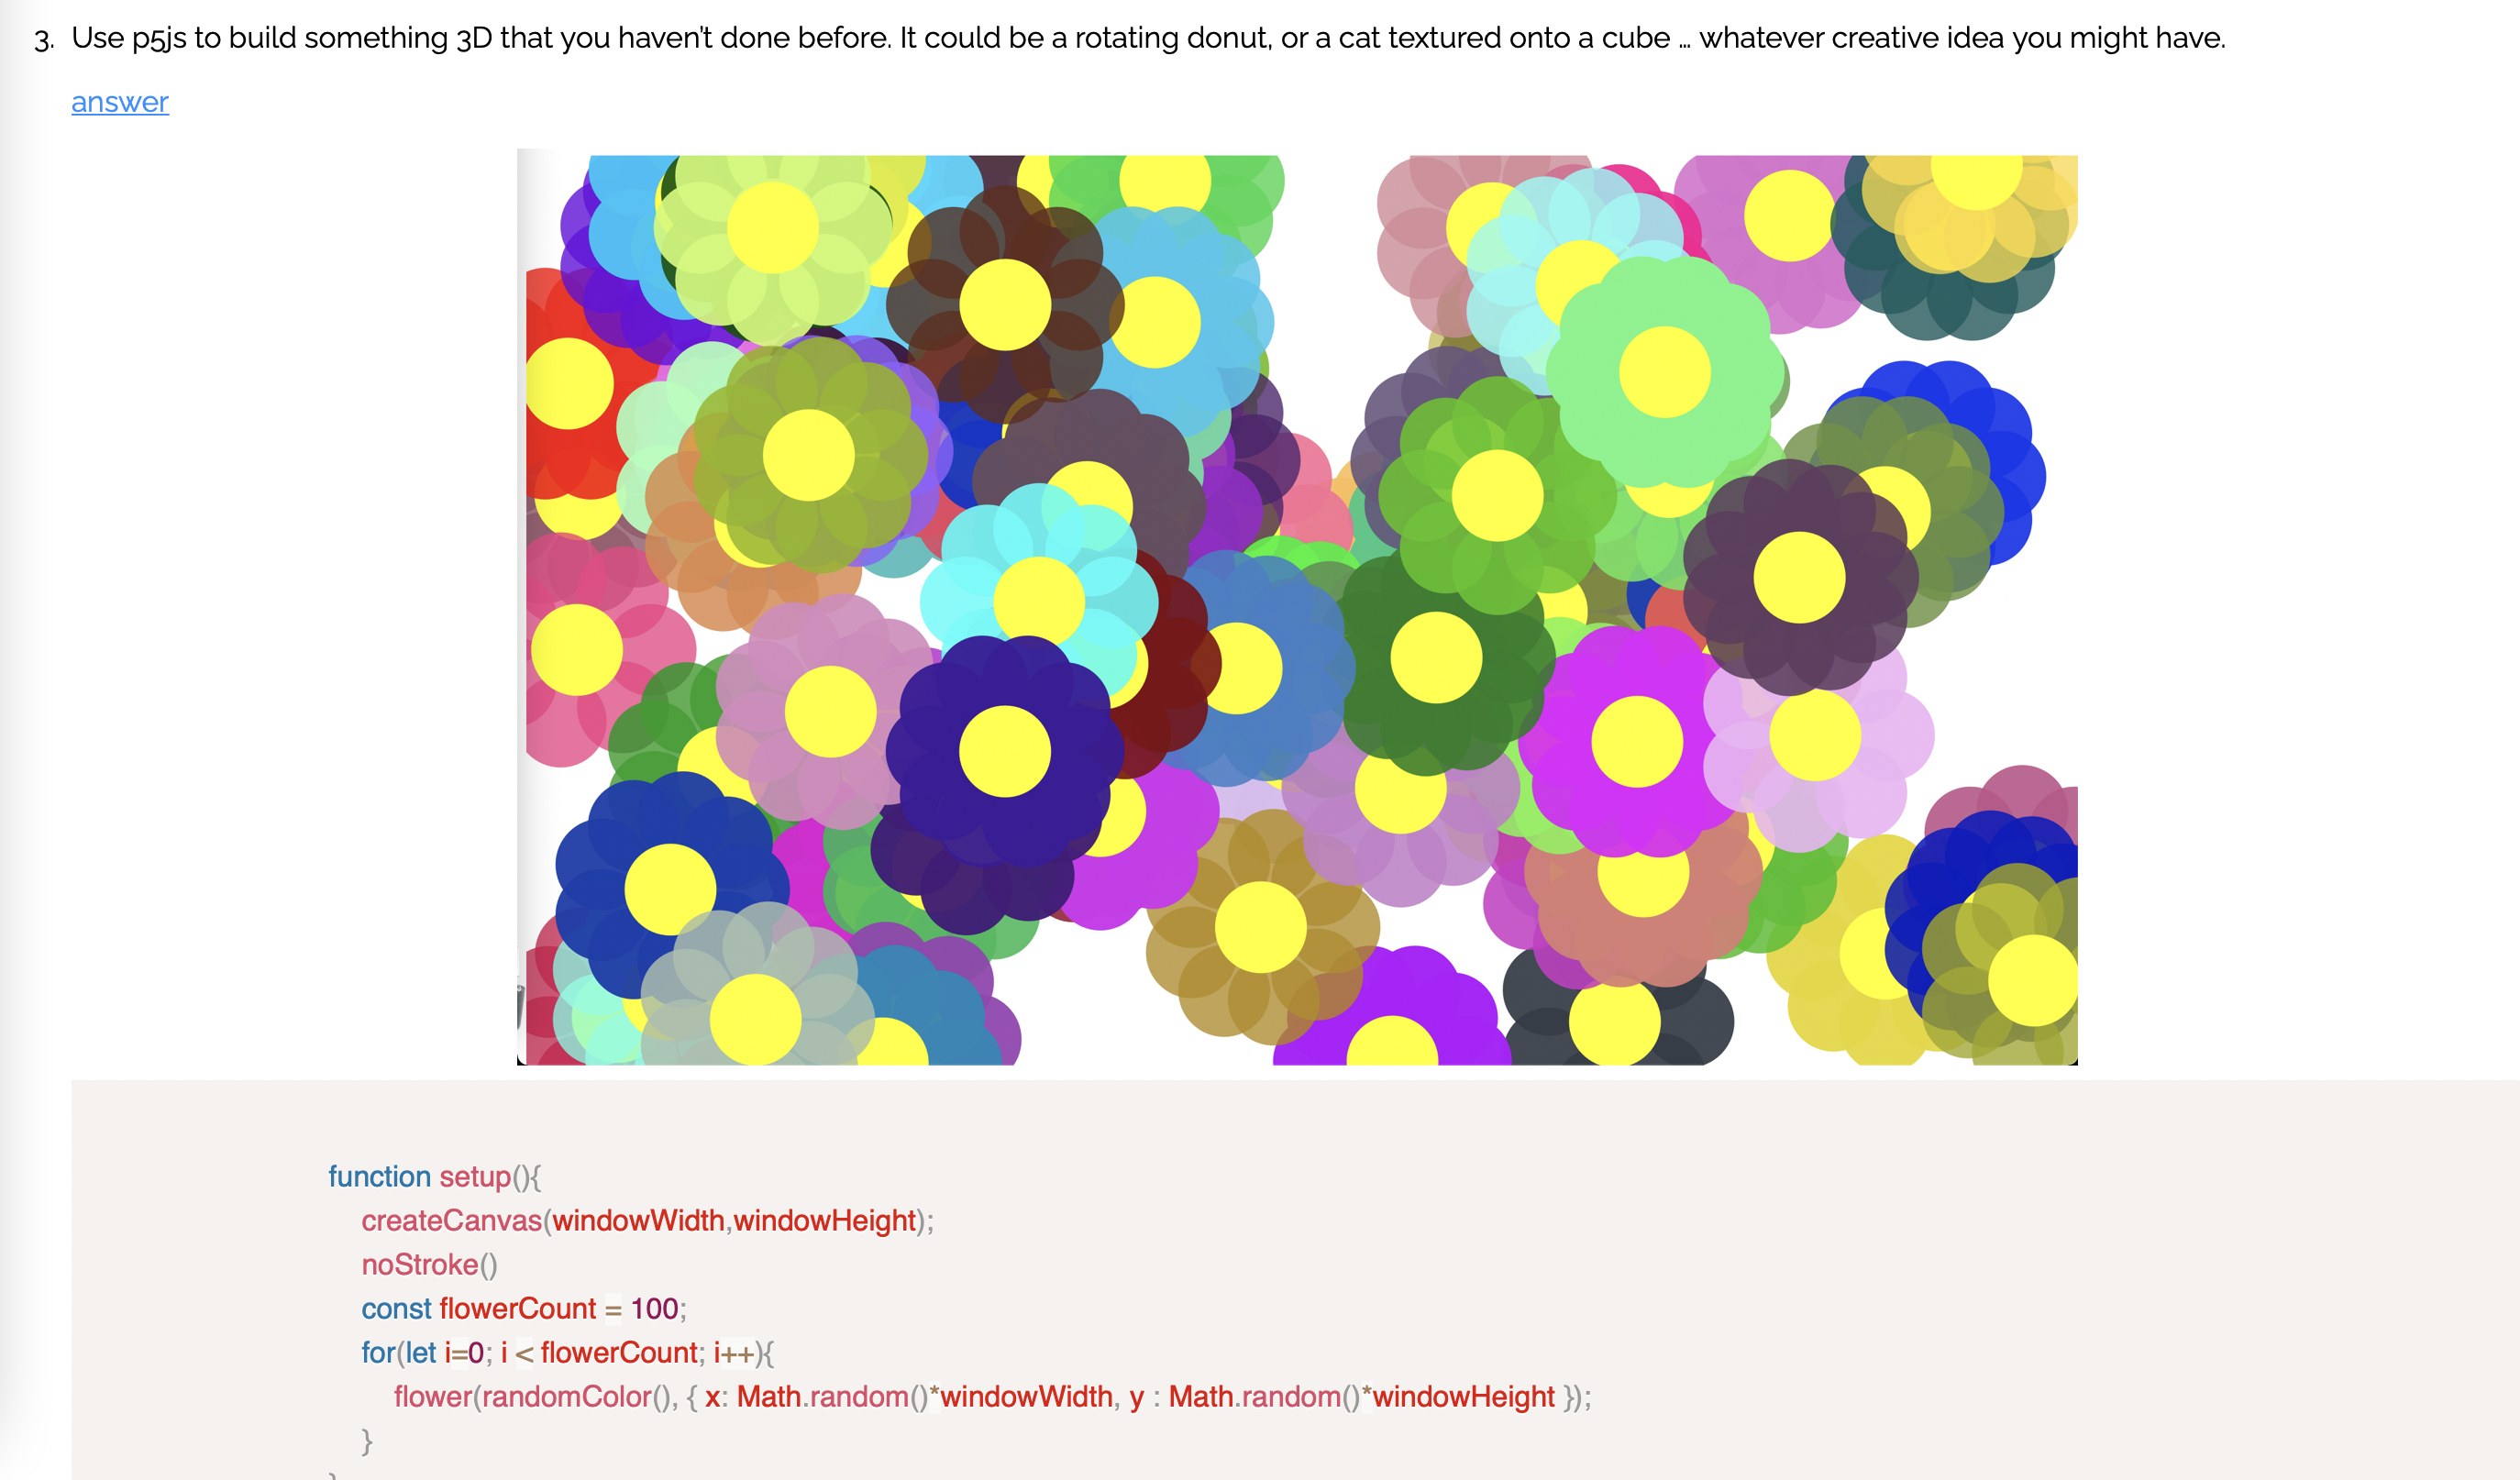 3. Use p5js to build something 3D that you haven't done before. It could be a rotating donut, or a cat textured onto a cube ... whatever creative idea you might have.
answer
function setup(){
createCanvas(windowWidth,windowHeight);
noStroke()
const flowerCount = 100;
for(let i=0; i < flowerCount; i++){
flower(randomColor(), { x: Math.random()*windowWidth, y : Math.random()*windowHeight });
}